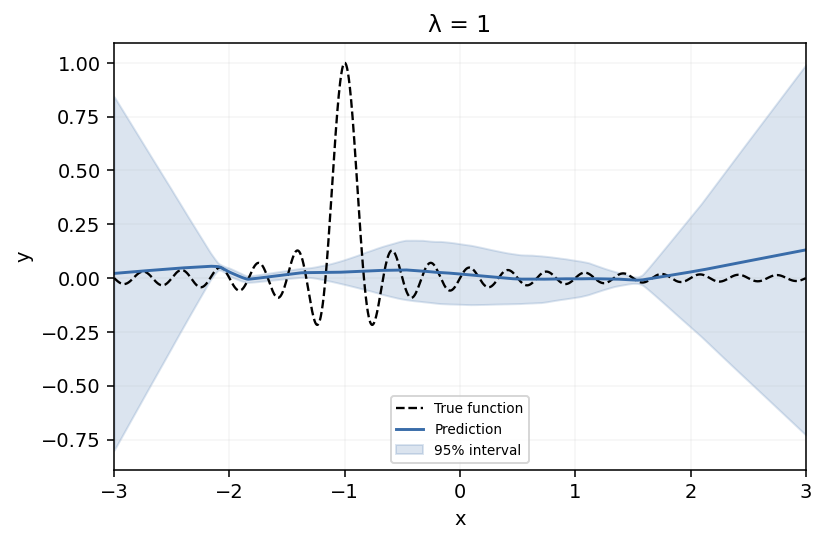 λ = 1
1.00
0.75
0.50
0.25
0.00
−0.25
−0.50
−0.75
y
True function
Prediction
95% interval
−3
−2
−1
0
1
2
3
x